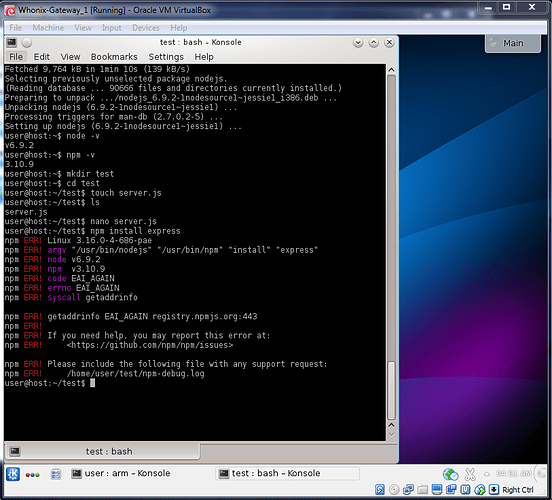 Whonix-Gateway_1 [Running] - Oracle VM VirtualBox
File Machine View Input Devices Help
test : bash – Konsole
Main
File Edit View Bookmarks Settings Help
Fetched 9,764 kB in 1min 10s (139 kB/s)
Selecting previously unselected package nodejs.
(Reading database ... 90666 files and directories currently installed.)
Preparing to unpack .../nodejs_6.9.2-1nodesource1~jessie1_i386.deb ...
Unpacking nodejs (6.9.2-1nodesource1~jessie1) ...
Processing triggers for man-db (2.7.0.2-5) ...
Setting up nodejs (6.9.2-1nodesource1~jessie1) ...
user@host:~$ node -v
v6.9.2
user@host:~$ npm -v
3.10.9
user@host:~$ mkdir test
user@host:~$ cd test
user@host:~/test$ touch server.js
user@host:~/test$ ls
server.js
user@host:~/test$ nano server.js
user@host:~/test$ npm install express
npm ERR! Linux 3.16.0-4-686-pae
npm ERR! argv "/usr/bin/nodejs" "/usr/bin/npm" "install" "express"
npm ERR! node v6.9.2
npm ERR! npm  v3.10.9
npm ERR! code EAI_AGAIN
npm ERR! errno EAI_AGAIN
npm ERR! syscall getaddrinfo
npm ERR! getaddrinfo EAI_AGAIN registry.npmjs.org:443
npm ERR!
npm ERR! If you need help, you may report this error at:
npm ERR!     <https://github.com/npm/npm/issues>
npm ERR! Please include the following file with any support request:
npm ERR!     /home/user/test/npm-debug.log
user@host:~/test$
test : bash
user : arm – Konsole
test : bash – Konsole
04:31 AM
Right Ctrl